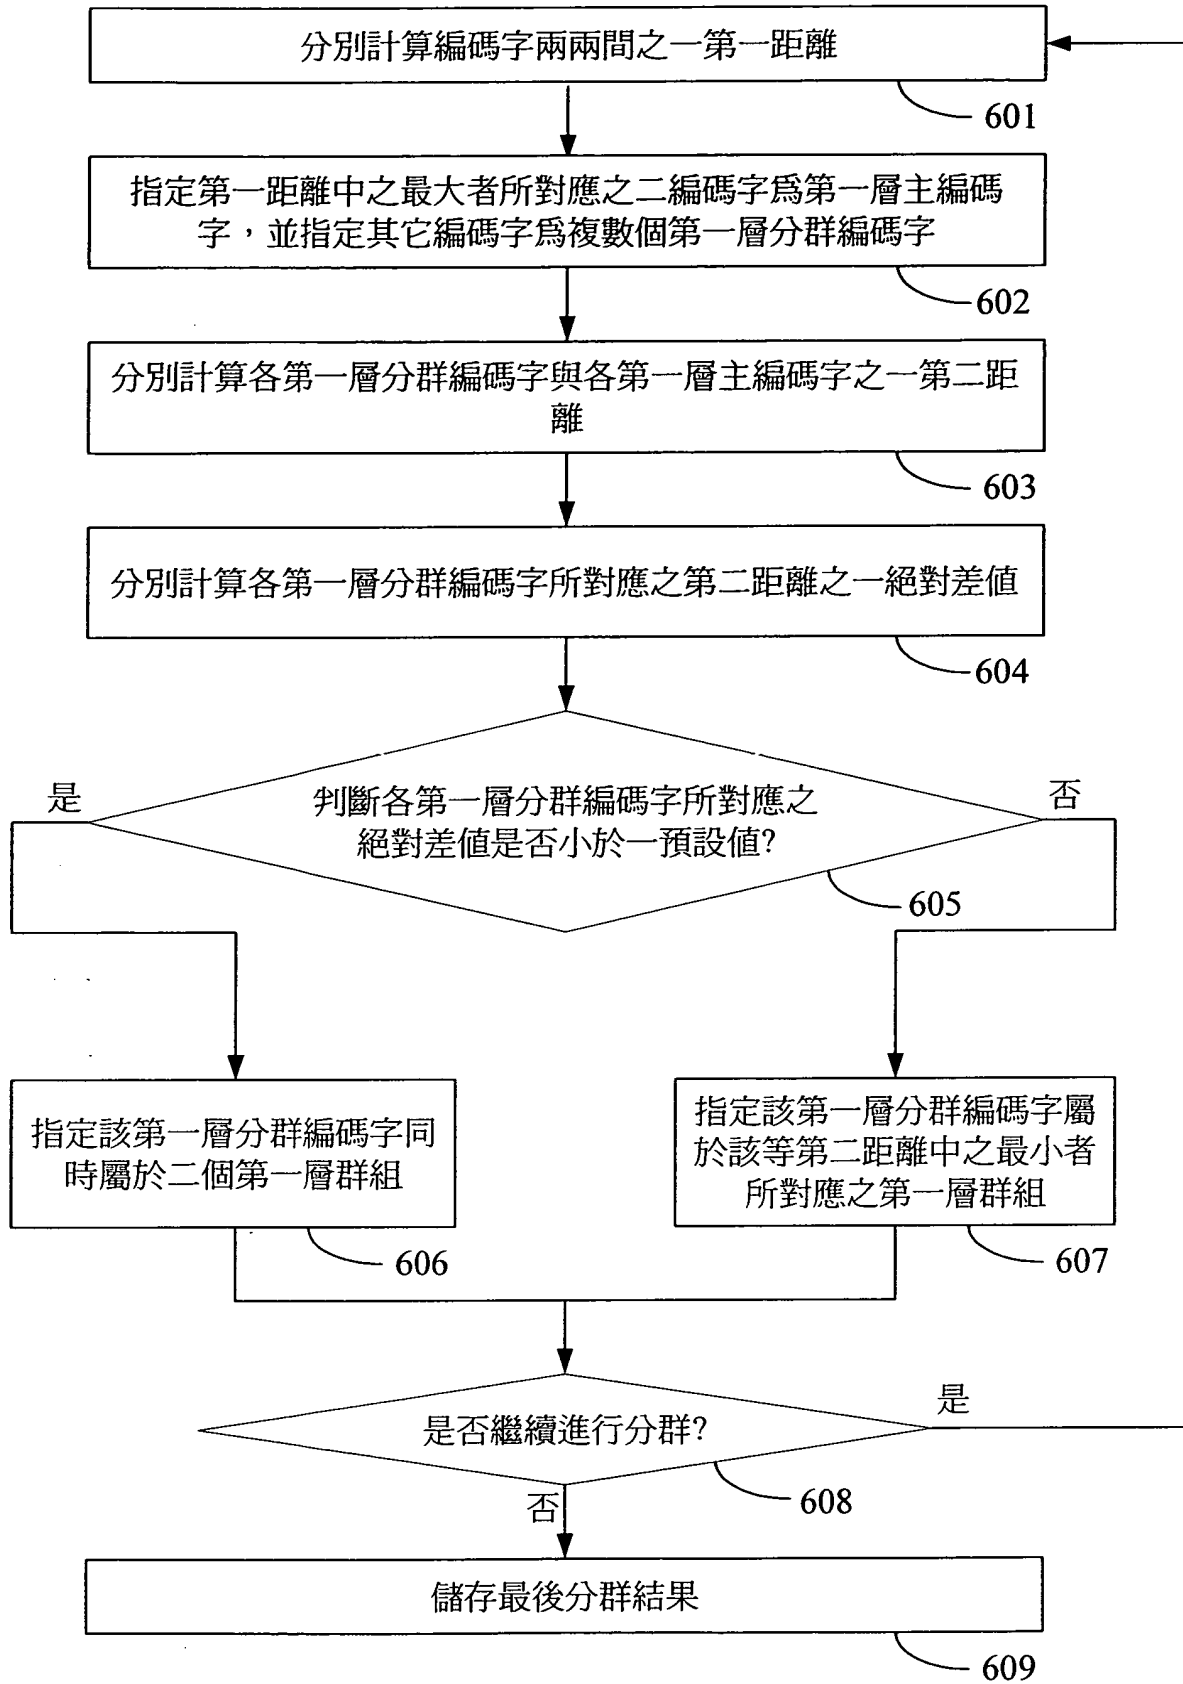 分別計算編碼字兩兩間之一第一距離
601
指定第一距離中之最大者所對應之二編碼字爲第一層主編碼
字，並指定其它編碼字爲複數個第一層分群編碼字
602
分別計算各第一層分群編碼字與各第一層主編碼字之一第二距
離
603
分別計算各第一層分群編碼字所對應之第二距離之一絕對差值
604
是
否
判斷各第一層分群編碼字所對應之
絕對差值是否小於一預設值?
605
指定該第一層分群編碼字同
時屬於二個第一層群組
606
指定該第一層分群編碼字屬
於該等第二距離中之最小者
所對應之第一層群組
607
是否繼續進行分群?
是
608
否
儲存最後分群結果
609